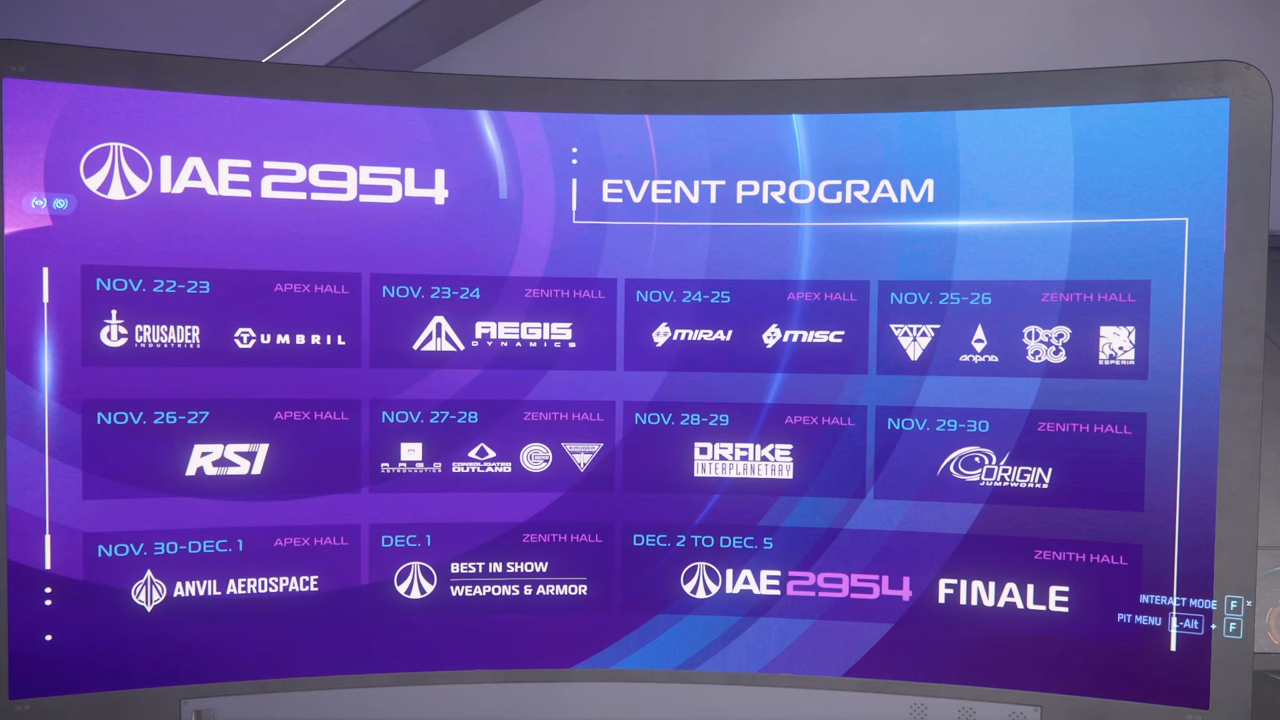 IAE 2954
EVENT PROGRAM
NOV. 22-23 APEX HALL
CRUSADER INDUSTRIES UMBRIL
NOV. 23-24 ZENITH HALL
AEGIS DYNAMICS
NOV. 24-25 APEX HALL
MIRAI MISC
NOV. 25-26 ZENITH HALL
ESPERIA
NOV. 26-27 APEX HALL
RSI
NOV. 27-28 ZENITH HALL
ARGO ASTRONAUTICS CONSOLIDATED OUTLAND KRUGER
NOV. 28-29 APEX HALL
DRAKE
INTERPLANETARY
NOV. 29-30 ZENITH HALL
ORIGIN
JUMPWORKS
NOV. 30-DEC. 1 APEX HALL
ANVIL AEROSPACE
DEC. 1 ZENITH HALL
BEST IN SHOW
WEAPONS & ARMOR
DEC. 2 TO DEC. 5 ZENITH HALL
IAE 2954 FINALE
INTERACT MODE F
PIT MENU L-Alt + F